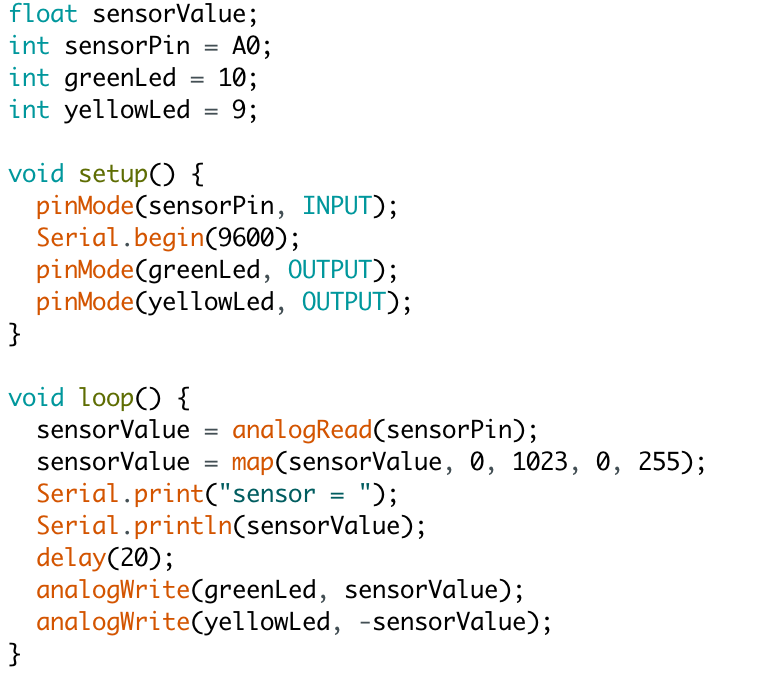 float sensorValue;
int sensorPin = A0;
int greenLed = 10;
int yellowLed = 9;

void setup() {
  pinMode(sensorPin, INPUT);
  Serial.begin(9600);
  pinMode(greenLed, OUTPUT);
  pinMode(yellowLed, OUTPUT);
}

void loop() {
  sensorValue = analogRead(sensorPin);
  sensorValue = map(sensorValue, 0, 1023, 0, 255);
  Serial.print("sensor = ");
  Serial.println(sensorValue);
  delay(20);
  analogWrite(greenLed, sensorValue);
  analogWrite(yellowLed, -sensorValue);
}